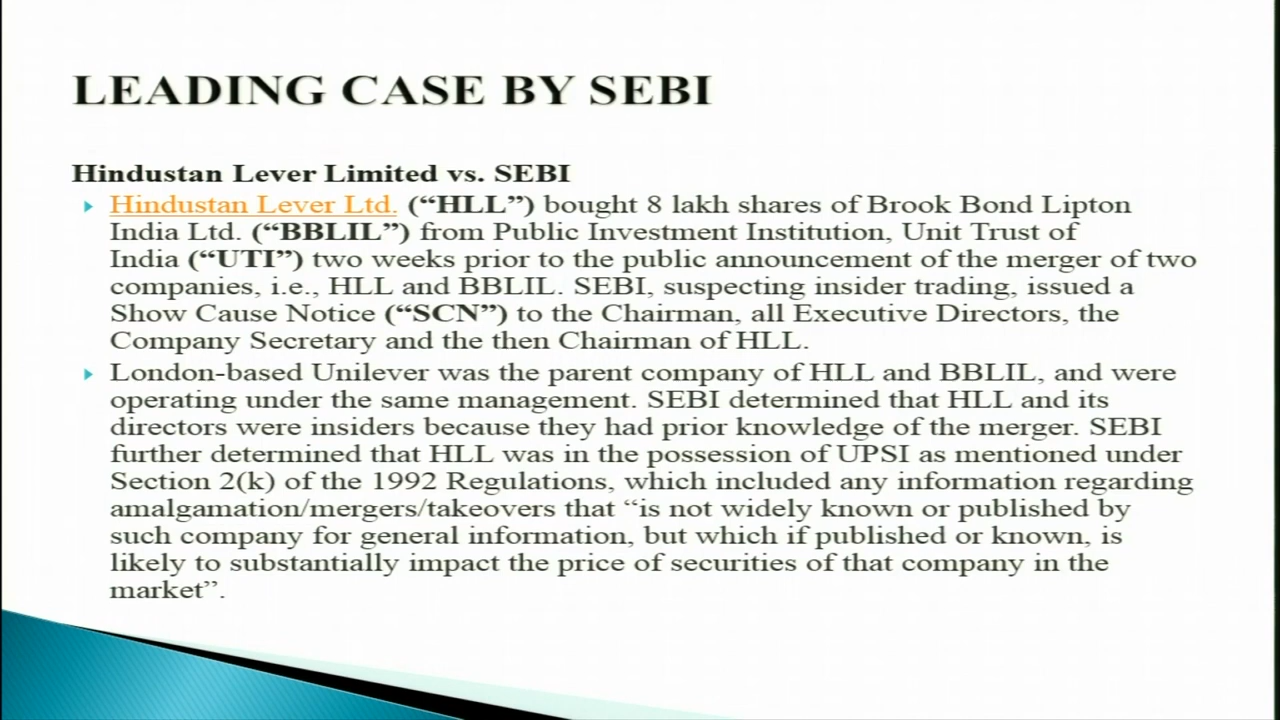 LEADING CASE BY SEBI
Hindustan Lever Limited vs. SEBI
Hindustan Lever Ltd. (“HLL”) bought 8 lakh shares of Brook Bond Lipton
India Ltd. (“BBLIL”) from Public Investment Institution, Unit Trust of
India (“UTI”) two weeks prior to the public announcement of the merger of two
companies, i.e., HLL and BBLIL. SEBI, suspecting insider trading, issued a
Show Cause Notice (“SCN”) to the Chairman, all Executive Directors, the
Company Secretary and the then Chairman of HLL.
London-based Unilever was the parent company of HLL and BBLIL, and were
operating under the same management. SEBI determined that HLL and its
directors were insiders because they had prior knowledge of the merger. SEBI
further determined that HLL was in the possession of UPSI as mentioned under
Section 2(k) of the 1992 Regulations, which included any information regarding
amalgamation/mergers/takeovers that “is not widely known or published by
such company for general information, but which if published or known, is
likely to substantially impact the price of securities of that company in the
market”.